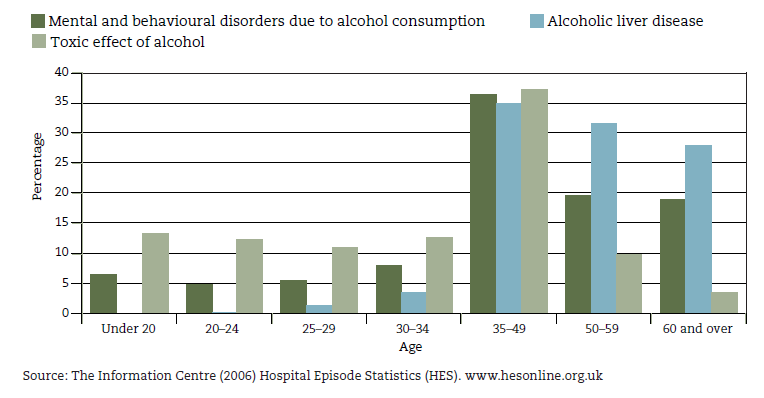 Mental and behavioural disorders due to alcohol consumption
Alcoholic liver disease
Toxic effect of alcohol
Percentage
40
35
30
25
20
15
10
5
0
Under 20
20–24
25–29
30–34
35–49
50–59
60 and over
Age
Source: The Information Centre (2006) Hospital Episode Statistics (HES). www.hesonline.org.uk